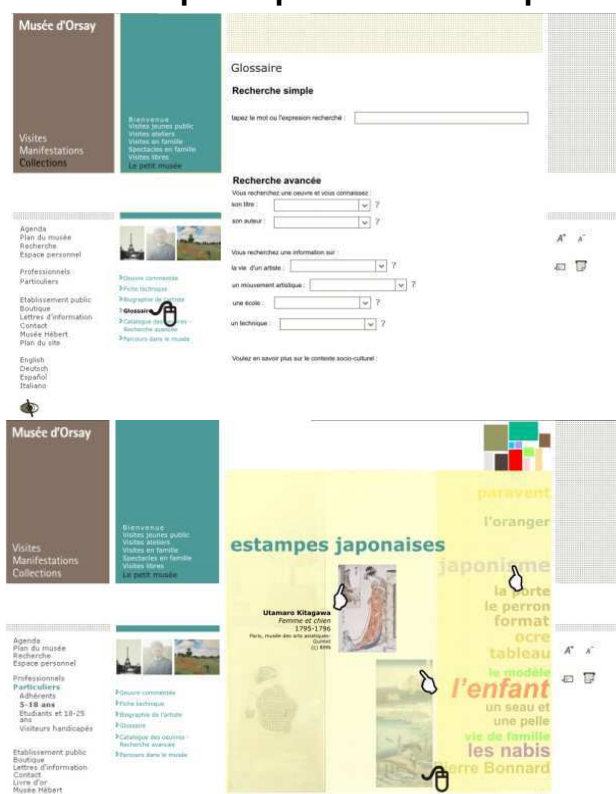 Musée d'Orsay
Visites
Manifestations
Collections
Bienvenue
Visites jeunes public
Visites ateliers
Visites en famille
Spectacles en famille
Visites libres
Le petit musée
Glossaire
Recherche simple
tapez le mot ou l'expression recherché :
Recherche avancée
Vous recherchez une oeuvre et vous connaissez :
son titre : ?
son auteur : ?
Vous recherchez une information sur :
la vie d'un artiste : ?
un mouvement artistique : ?
une école : ?
un technique : ?
Voulez en savoir plus sur le contexte socio-culturel :
Agenda
Plan du musée
Recherche
Espace personnel
Professionnels
Particuliers
Etablissement public
Boutique
Lettres d'information
Contact
Musée Hébert
Plan du site
English
Deutsch
Español
Italiano
Oeuvre commentée
Fiche technique
Biographie de l'artiste
Glossaire
Catalogue des oeuvres -
Recherche avancée
Parcours dans le musée
A+ A-
Musée d'Orsay
Visites
Manifestations
Collections
Bienvenue
Visites jeunes public
Visites ateliers
Visites en famille
Spectacles en famille
Visites libres
Le petit musée
Agenda
Plan du musée
Recherche
Espace personnel
Professionnels
Particuliers
Adhérents
5-18 ans
Etudiants et 18-25
ans
Visiteurs handicapés
Etablissement public
Boutique
Lettres d'information
Contact
Livre d'or
Musée Hébert
Oeuvre commentée
Fiche technique
Biographie de l'artiste
Glossaire
Catalogue des oeuvres -
Recherche avancée
Parcours dans le musée
estampes japonaises
Utamaro Kitagawa
Femme et chien
1795-1796
Paris, musée des arts asiatiques-
Guimet
paravent
l'oranger
japonisme
la porte
le perron
format
ocre
tableau
le modèle
l'enfant
un seau et
une pelle
vie de famille
les nabis
Pierre Bonnard
A+ A-